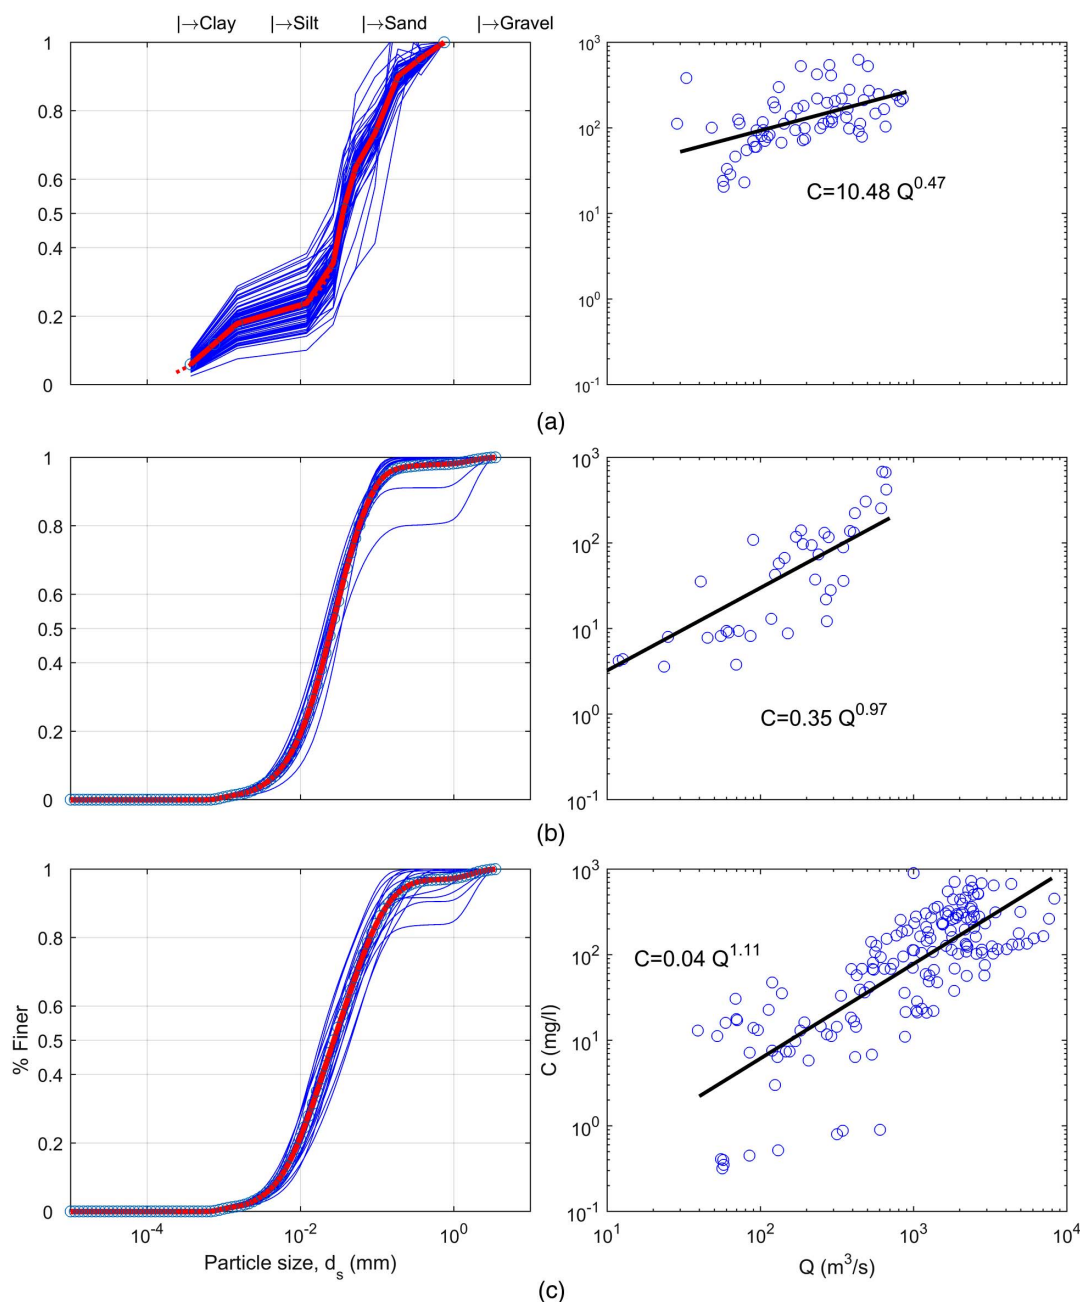 |→Clay |→Silt |→Sand |→Gravel
1
0.8
0.6
0.5
0.4
0.2
0
10^3
10^2
10^1
10^0
10^-1
C=10.48 Q^0.47
(a)
1
0.8
0.6
0.5
0.4
0.2
0
10^3
10^2
10^1
10^0
10^-1
C=0.35 Q^0.97
(b)
1
0.8
0.6
0.5
0.4
0.2
0
% Finer
10^-4 10^-2 10^0
Particle size, d_s (mm)
10^3
10^2
10^1
10^0
10^-1
C (mg/l)
C=0.04 Q^1.11
10^1 10^2 10^3 10^4
Q (m^3/s)
(c)